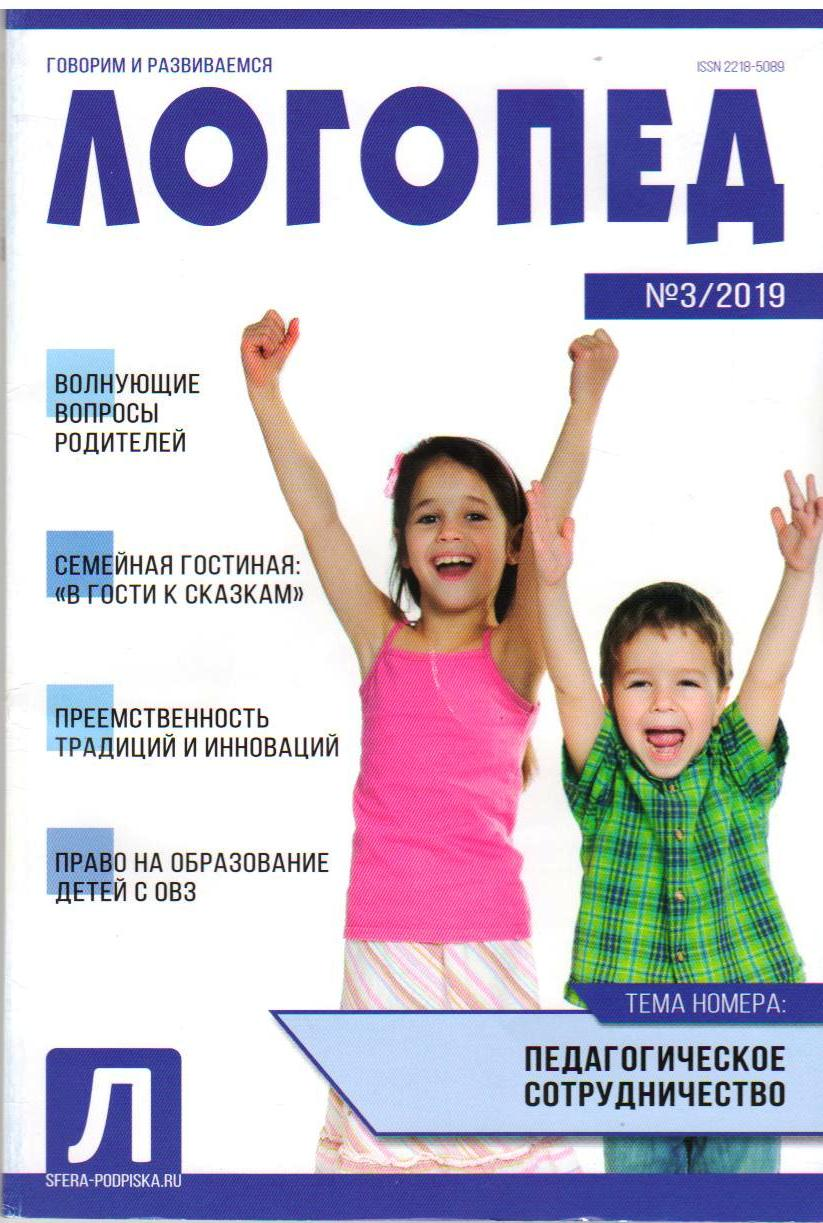 ГОВОРИМ И РАЗВИВАЕМСЯ
ISSN 2218-5089
ЛОГОПЕД
№3/2019
ВОЛНУЮЩИЕ
ВОПРОСЫ
РОДИТЕЛЕЙ
СЕМЕЙНАЯ ГОСТИНАЯ:
«В ГОСТИ К СКАЗКАМ»
ПРЕЕМСТВЕННОСТЬ
ТРАДИЦИЙ И ИННОВАЦИЙ
ПРАВО НА ОБРАЗОВАНИЕ
ДЕТЕЙ С ОВЗ
ТЕМА НОМЕРА:
ПЕДАГОГИЧЕСКОЕ
СОТРУДНИЧЕСТВО
Л
SFERA-PODPISKA.RU